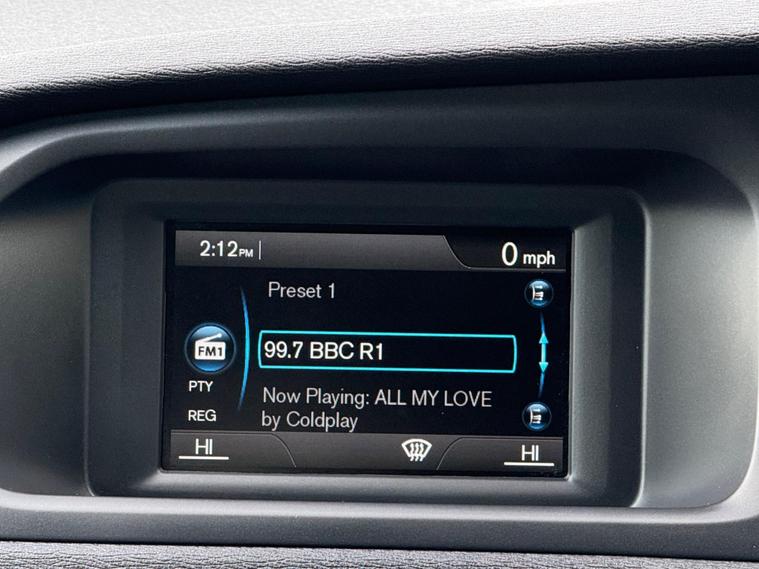 2:12PM
0 mph
Preset 1
FM1
99.7 BBC R1
PTY
Now Playing: ALL MY LOVE
REG
by Coldplay
HI
HI